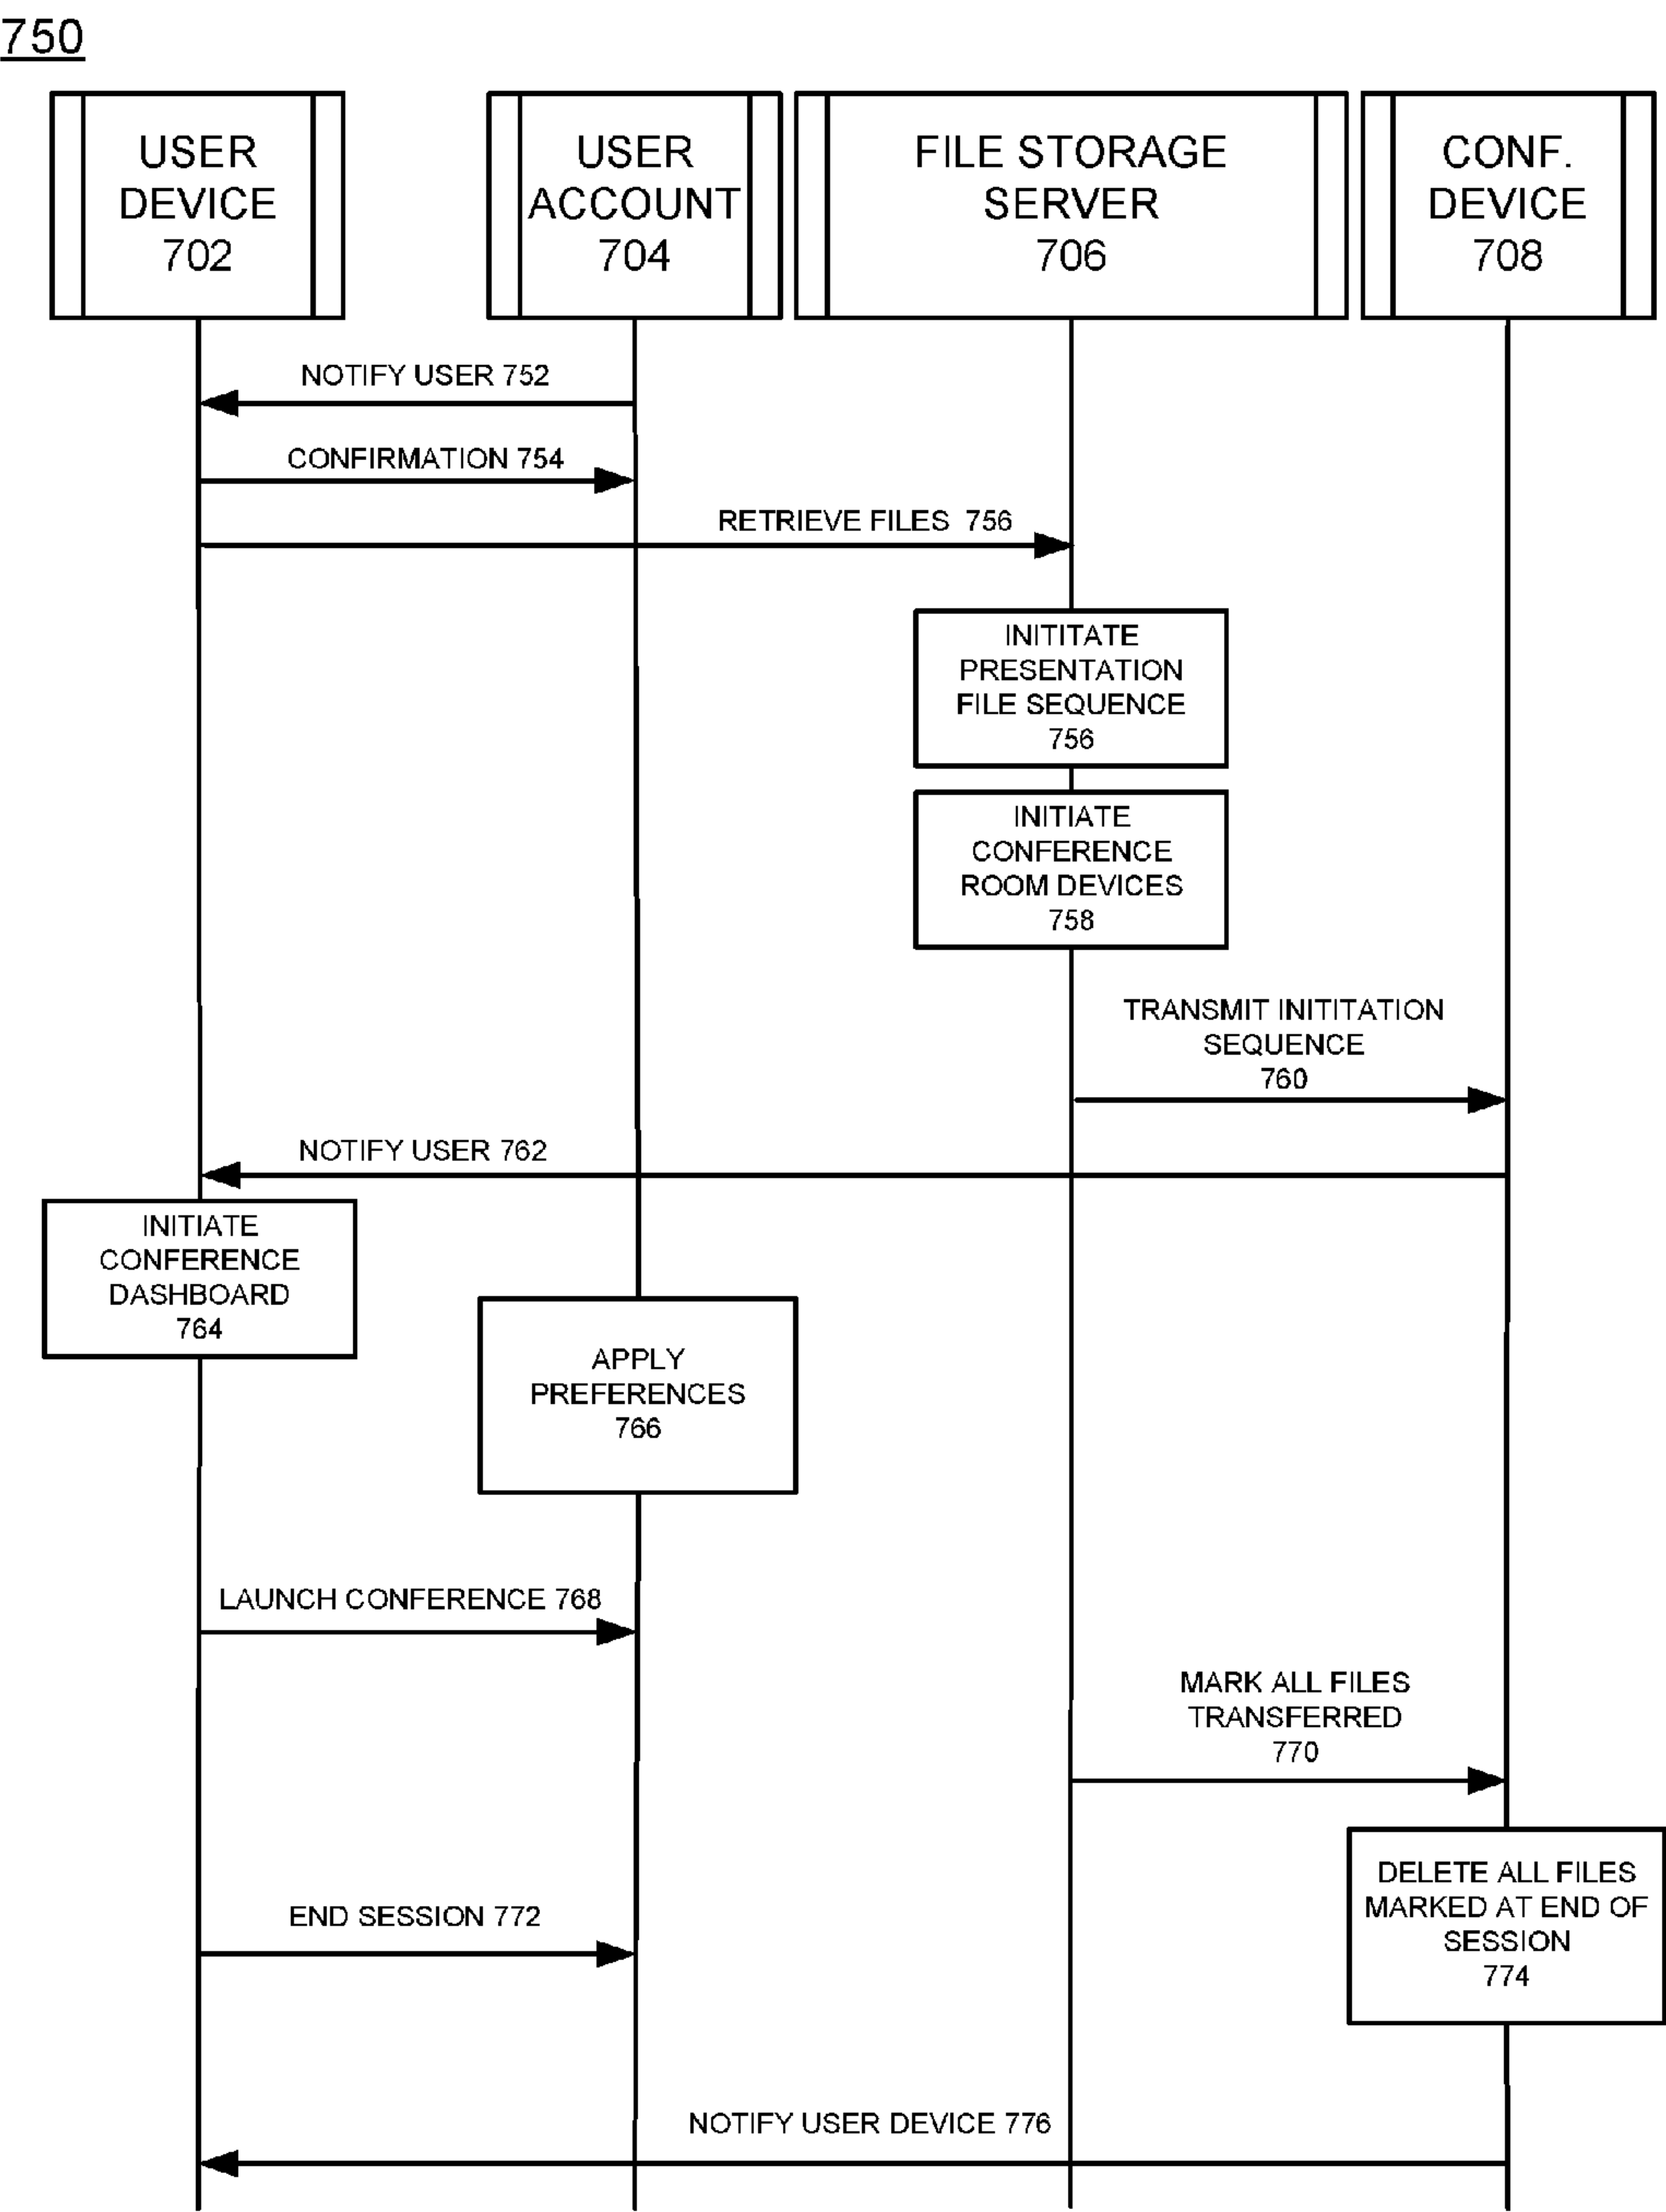 750
USER
DEVICE
702
USER
ACCOUNT
704
FILE STORAGE
SERVER
706
CONF.
DEVICE
708
NOTIFY USER 752
CONFIRMATION 754
RETRIEVE FILES 756
INITITATE
PRESENTATION
FILE SEQUENCE
756
INITIATE
CONFERENCE
ROOM DEVICES
758
TRANSMIT INITITATION
SEQUENCE
760
NOTIFY USER 762
INITIATE
CONFERENCE
DASHBOARD
764
APPLY
PREFERENCES
766
LAUNCH CONFERENCE 768
MARK ALL FILES
TRANSFERRED
770
DELETE ALL FILES
MARKED AT END OF
SESSION
774
END SESSION 772
NOTIFY USER DEVICE 776